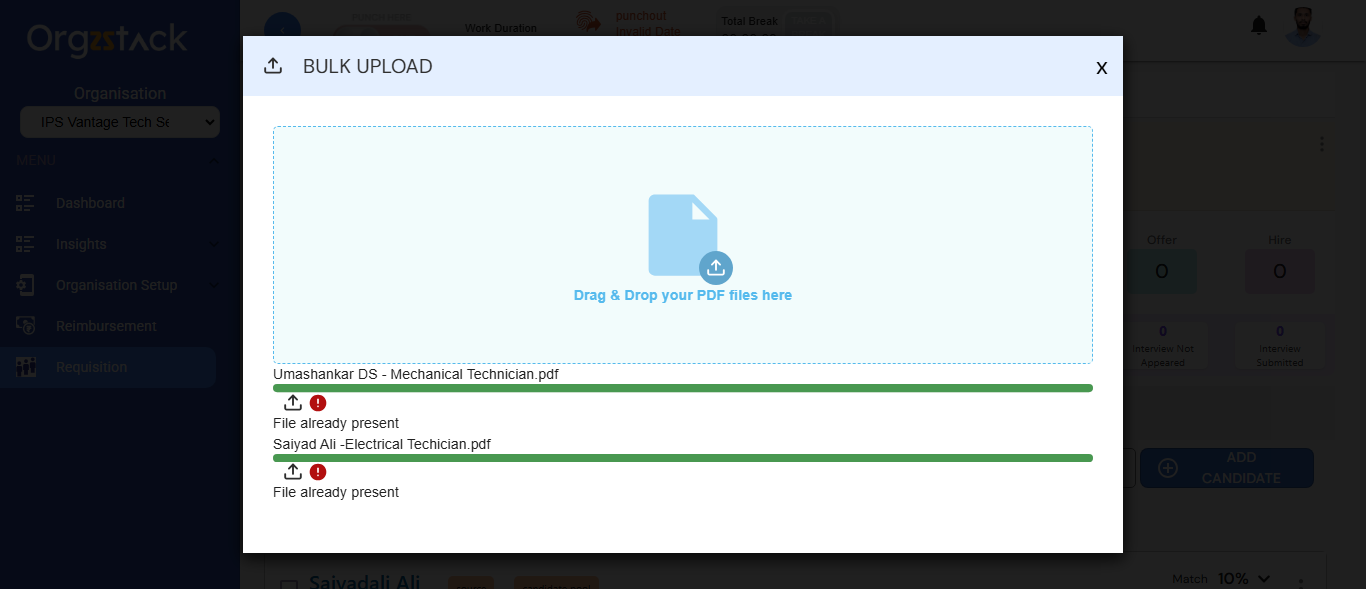 Orgzstack
PUNCH INTO
Work Duration
punchout
Invalid Date
Total Break
BULK UPLOAD
X
Organisation
IPS Vantage Tech Se
MENU
Dashboard
Insights
Organisation Setup
Reimbursement
Requisition
Drag & Drop your PDF files here
Offer
Hire
0
0
0
0
Interview Not
Appeared
Interview
Submitted
Umashankar DS - Mechanical Technician.pdf
File already present
Saiyad Ali -Electrical Techician.pdf
File already present
ADD
CANDIDATE
Saiyadali Ali
Match 10%